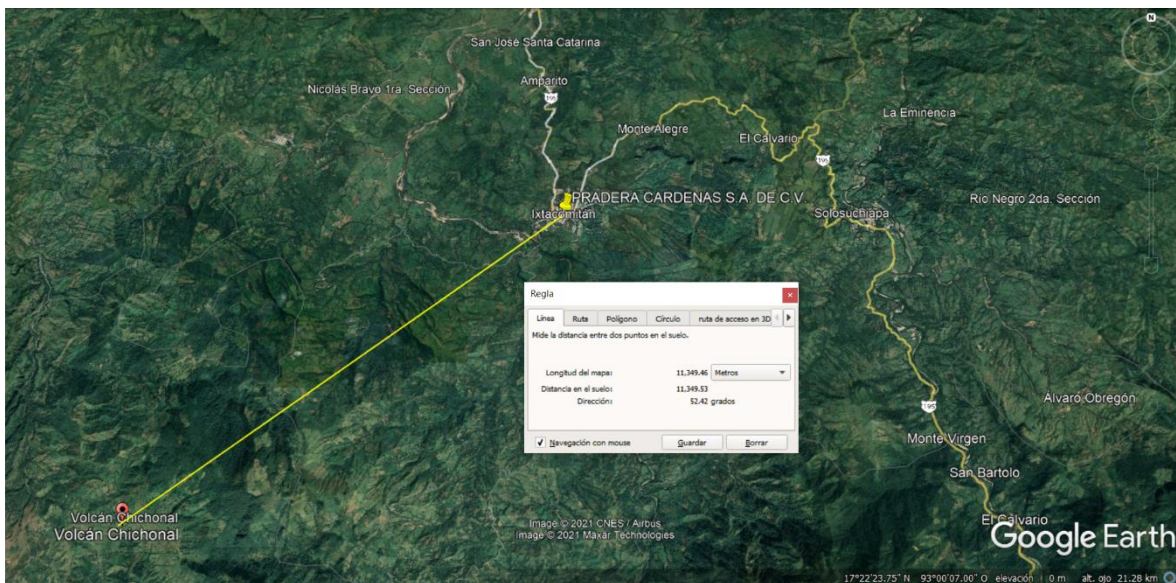 N
San José Santa Catarina
Amparito
195
Nicolás Bravo 1ra. Sección
La Eminencia
Monte Alegre
El Calvario
195
PRADERA CARDENAS S.A. DE C.V.
Río Negro 2da. Sección
Ixtacomitán
Solosuchiapa
Regla
Línea Ruta Polígono Círculo ruta de acceso en 3D
Mide la distancia entre dos puntos en el suelo.
Longitud del mapa: 11,349.46 Metros
Distancia en el suelo: 11,349.53
Dirección: 52.42 grados
Navegación con mouse Guardar Borrar
Alvaro Obregón
195
Monte Virgen
San Bartolo
Volcán Chichonal
Volcán Chichonal
El Calvario
Image © 2021 CNES / Airbus
Image © 2021 Maxar Technologies
Google Earth
17°22'23.75" N 93°00'07.00" O elevación 0 m alt. ojo 21.28 km